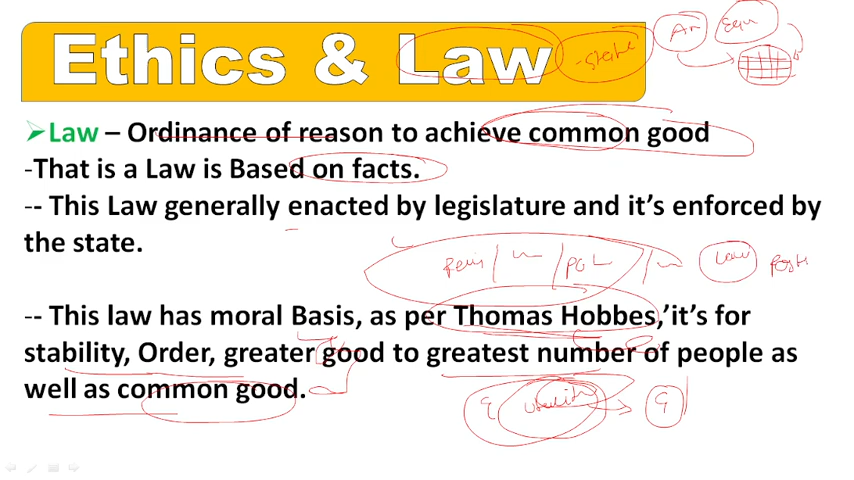 Ethics & Law
- State
Law – Ordinance of reason to achieve common good
-That is a Law is Based on facts.
-- This Law generally enacted by legislature and it’s enforced by
the state.
Law
-- This law has moral Basis, as per Thomas Hobbes,’it’s for
stability, Order, greater good to greatest number of people as
well as common good.